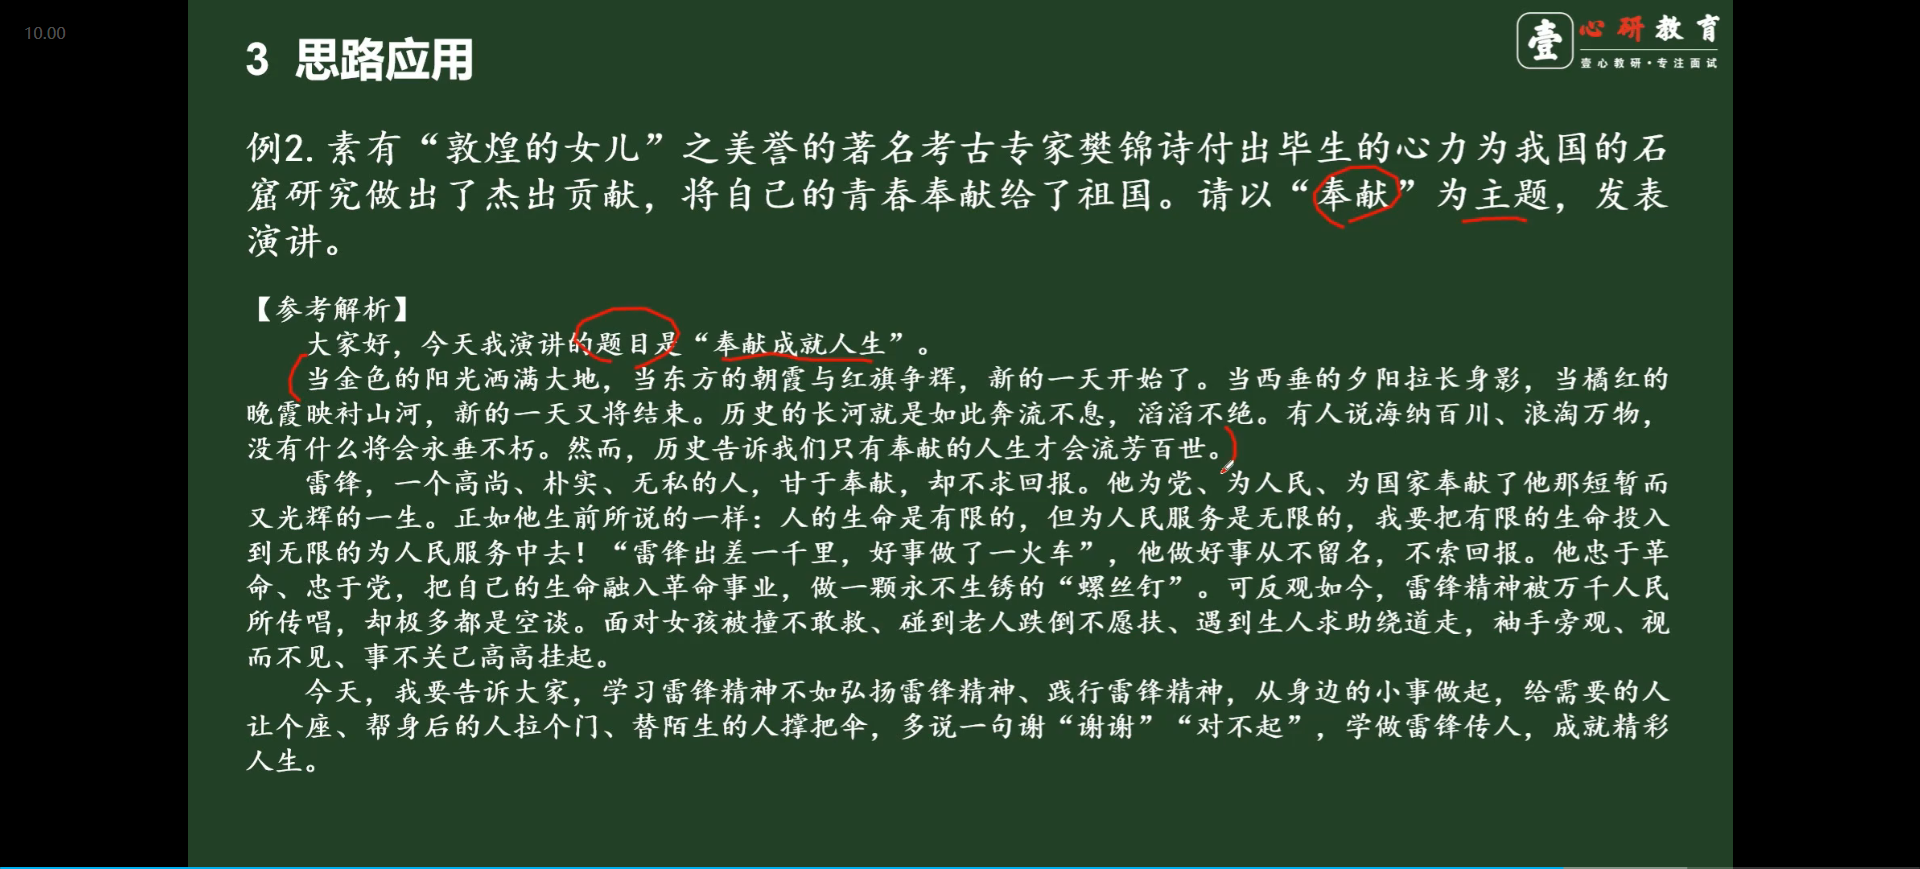 10.00
3 思路应用
壹 心研教育
壹心教研·专注面试
例2. 素有“敦煌的女儿”之美誉的著名考古专家樊锦诗付出毕生的心力为我国的石
窟研究做出了杰出贡献，将自己的青春奉献给了祖国。请以“奉献”为主题，发表
演讲。
【参考解析】
大家好，今天我演讲的题目是“奉献成就人生”。
当金色的阳光洒满大地，当东方的朝霞与红旗争辉，新的一天开始了。当西垂的夕阳拉长身影，当橘红的
晚霞映衬山河，新的一天又将结束。历史的长河就是如此奔流不息，滔滔不绝。有人说海纳百川、浪淘万物，
没有什么将会永垂不朽。然而，历史告诉我们只有奉献的人生才会流芳百世。
雷锋，一个高尚、朴实、无私的人，甘于奉献，却不求回报。他为党、为人民、为国家奉献了他那短暂而
又光辉的一生。正如他生前所说的一样：人的生命是有限的，但为人民服务是无限的，我要把有限的生命投入
到无限的为人民服务中去！“雷锋出差一千里，好事做了一火车”，他做好事从不留名，不索回报。他忠于革
命、忠于党，把自己的生命融入革命事业，做一颗永不生锈的“螺丝钉”。可反观如今，雷锋精神被万千人民
所传唱，却极多都是空谈。面对女孩被撞不敢救、碰到老人跌倒不愿扶、遇到生人求助绕道走，袖手旁观、视
而不见、事不关己高高挂起。
今天，我要告诉大家，学习雷锋精神不如弘扬雷锋精神、践行雷锋精神，从身边的小事做起，给需要的人
让个座、帮身后的人拉个门、替陌生的人撑把伞，多说一句谢“谢谢”“对不起”，学做雷锋传人，成就精彩
人生。